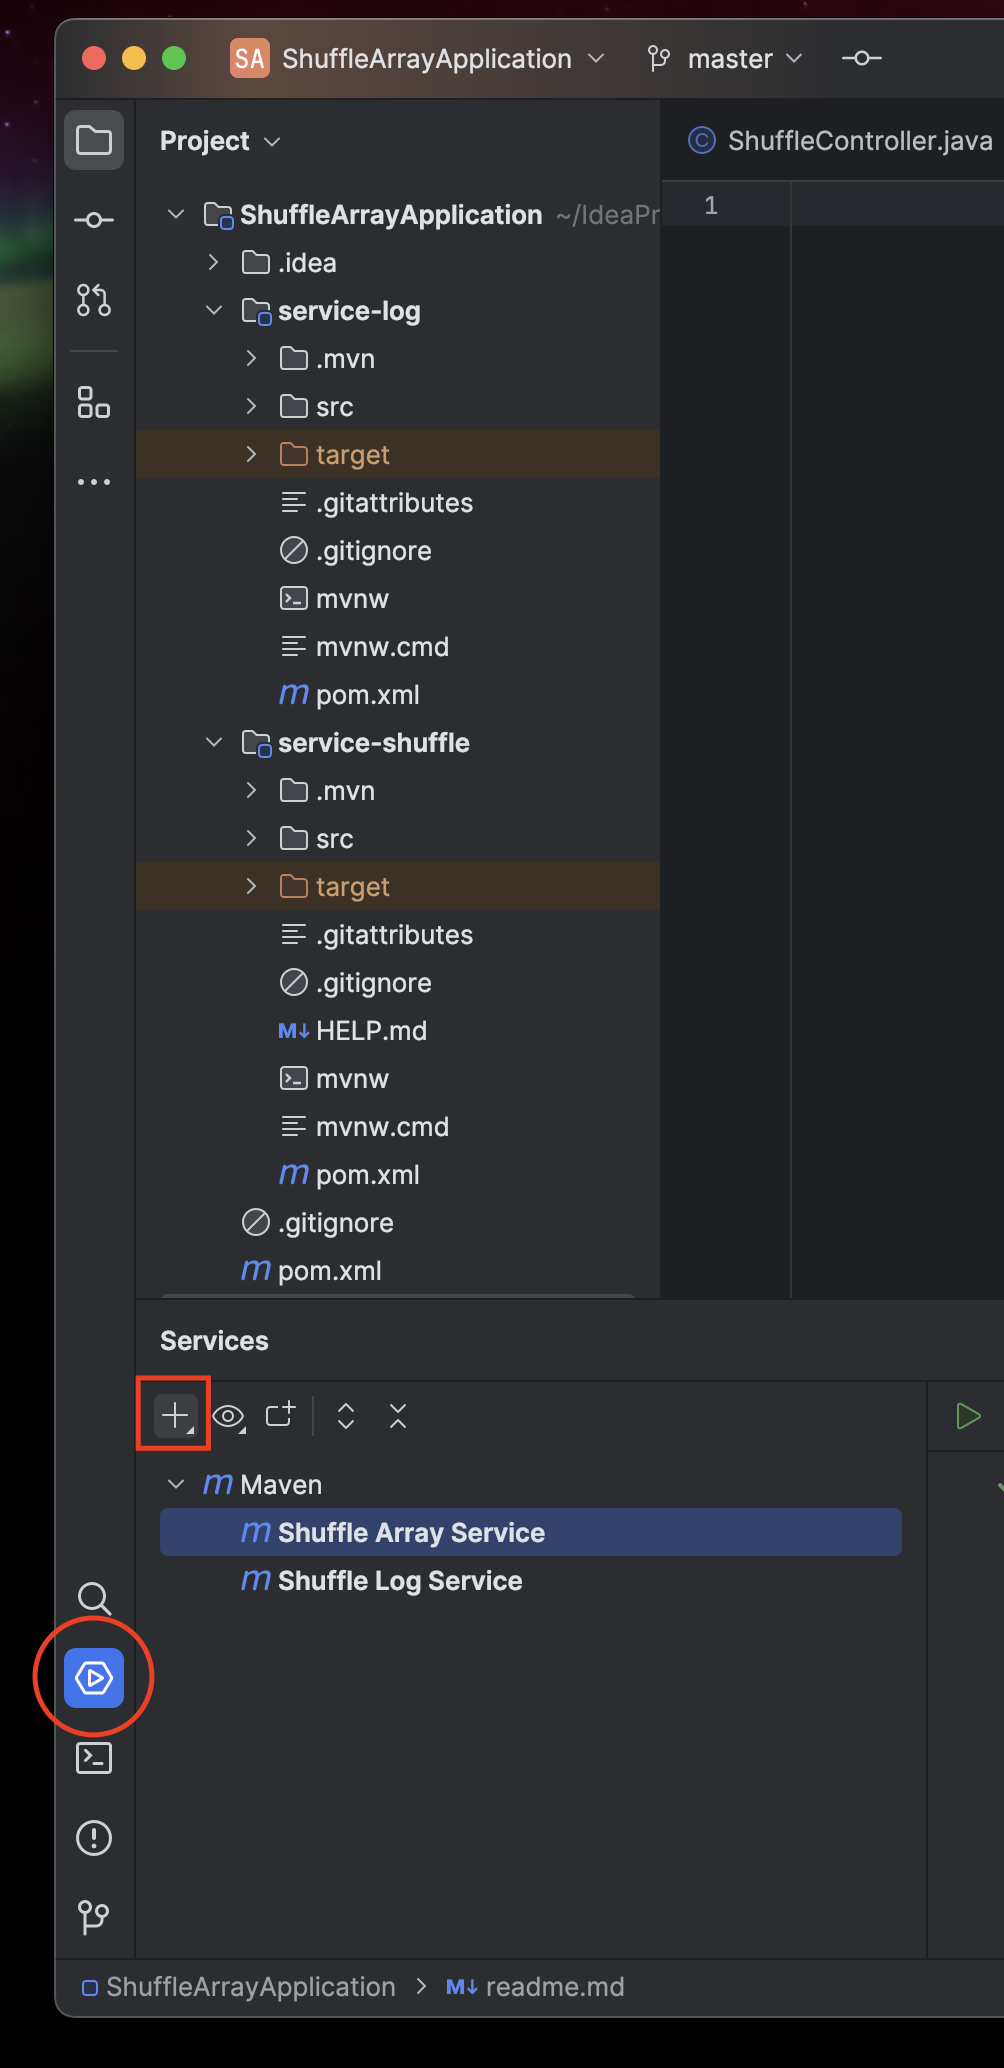 SA ShuffleArrayApplication master
Project
ShuffleController.java
ShuffleArrayApplication ~/IdeaPr
1
.idea
service-log
.mvn
src
target
.gitattributes
.gitignore
mvnw
mvnw.cmd
m pom.xml
service-shuffle
.mvn
src
target
.gitattributes
.gitignore
M↓ HELP.md
mvnw
mvnw.cmd
m pom.xml
.gitignore
m pom.xml
Services
m Maven
m Shuffle Array Service
m Shuffle Log Service
ShuffleArrayApplication > M↓ readme.md